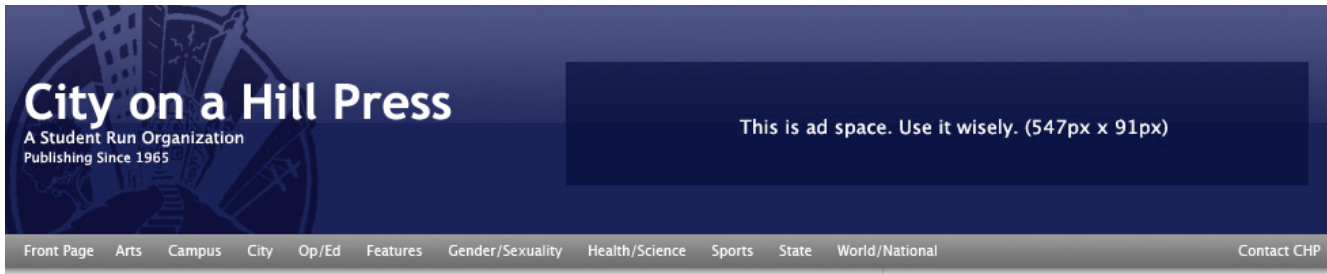 City on a Hill Press
A Student Run Organization
Publishing Since 1965
This is ad space. Use it wisely. (547px x 91px)
Front Page Arts Campus City Op/Ed Features Gender/Sexuality Health/Science Sports State World/National Contact CHP